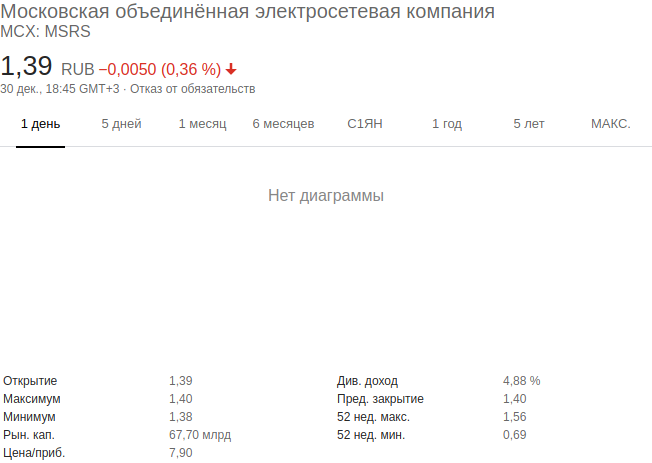 Московская объединённая электросетевая компания
MCX: MSRS
1,39 RUB −0,0050 (0,36 %)
30 дек., 18:45 GMT+3 · Отказ от обязательств
1 день 5 дней 1 месяц 6 месяцев С1ЯН 1 год 5 лет МАКС.
Нет диаграммы
Открытие 1,39 Див. доход 4,88 %
Максимум 1,40 Пред. закрытие 1,40
Минимум 1,38 52 нед. макс. 1,56
Рын. кап. 67,70 млрд 52 нед. мин. 0,69
Цена/приб. 7,90